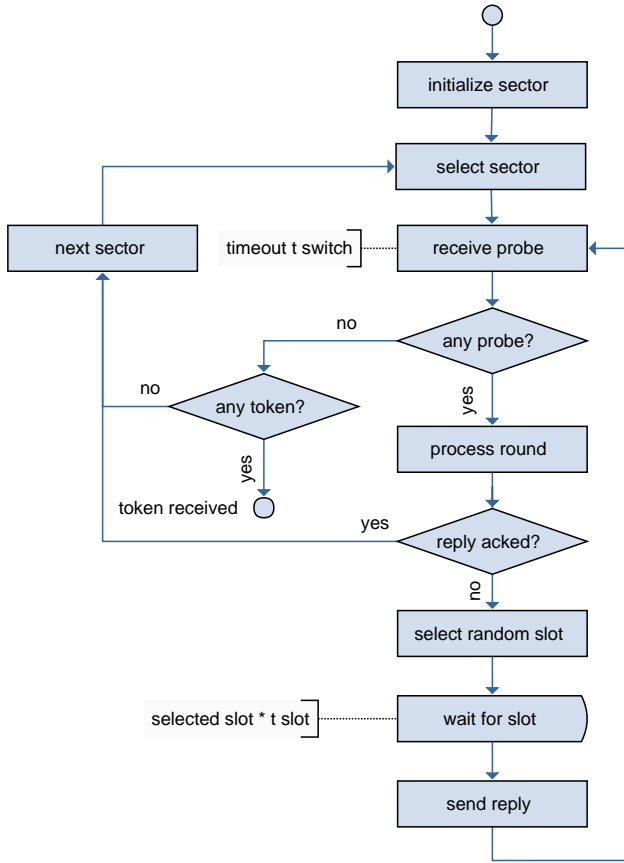 initialize sector
select sector
next sector
timeout t switch
receive probe
no
any probe?
no
any token?
yes
yes
process round
token received
yes
reply acked?
no
select random slot
selected slot * t slot
wait for slot
send reply